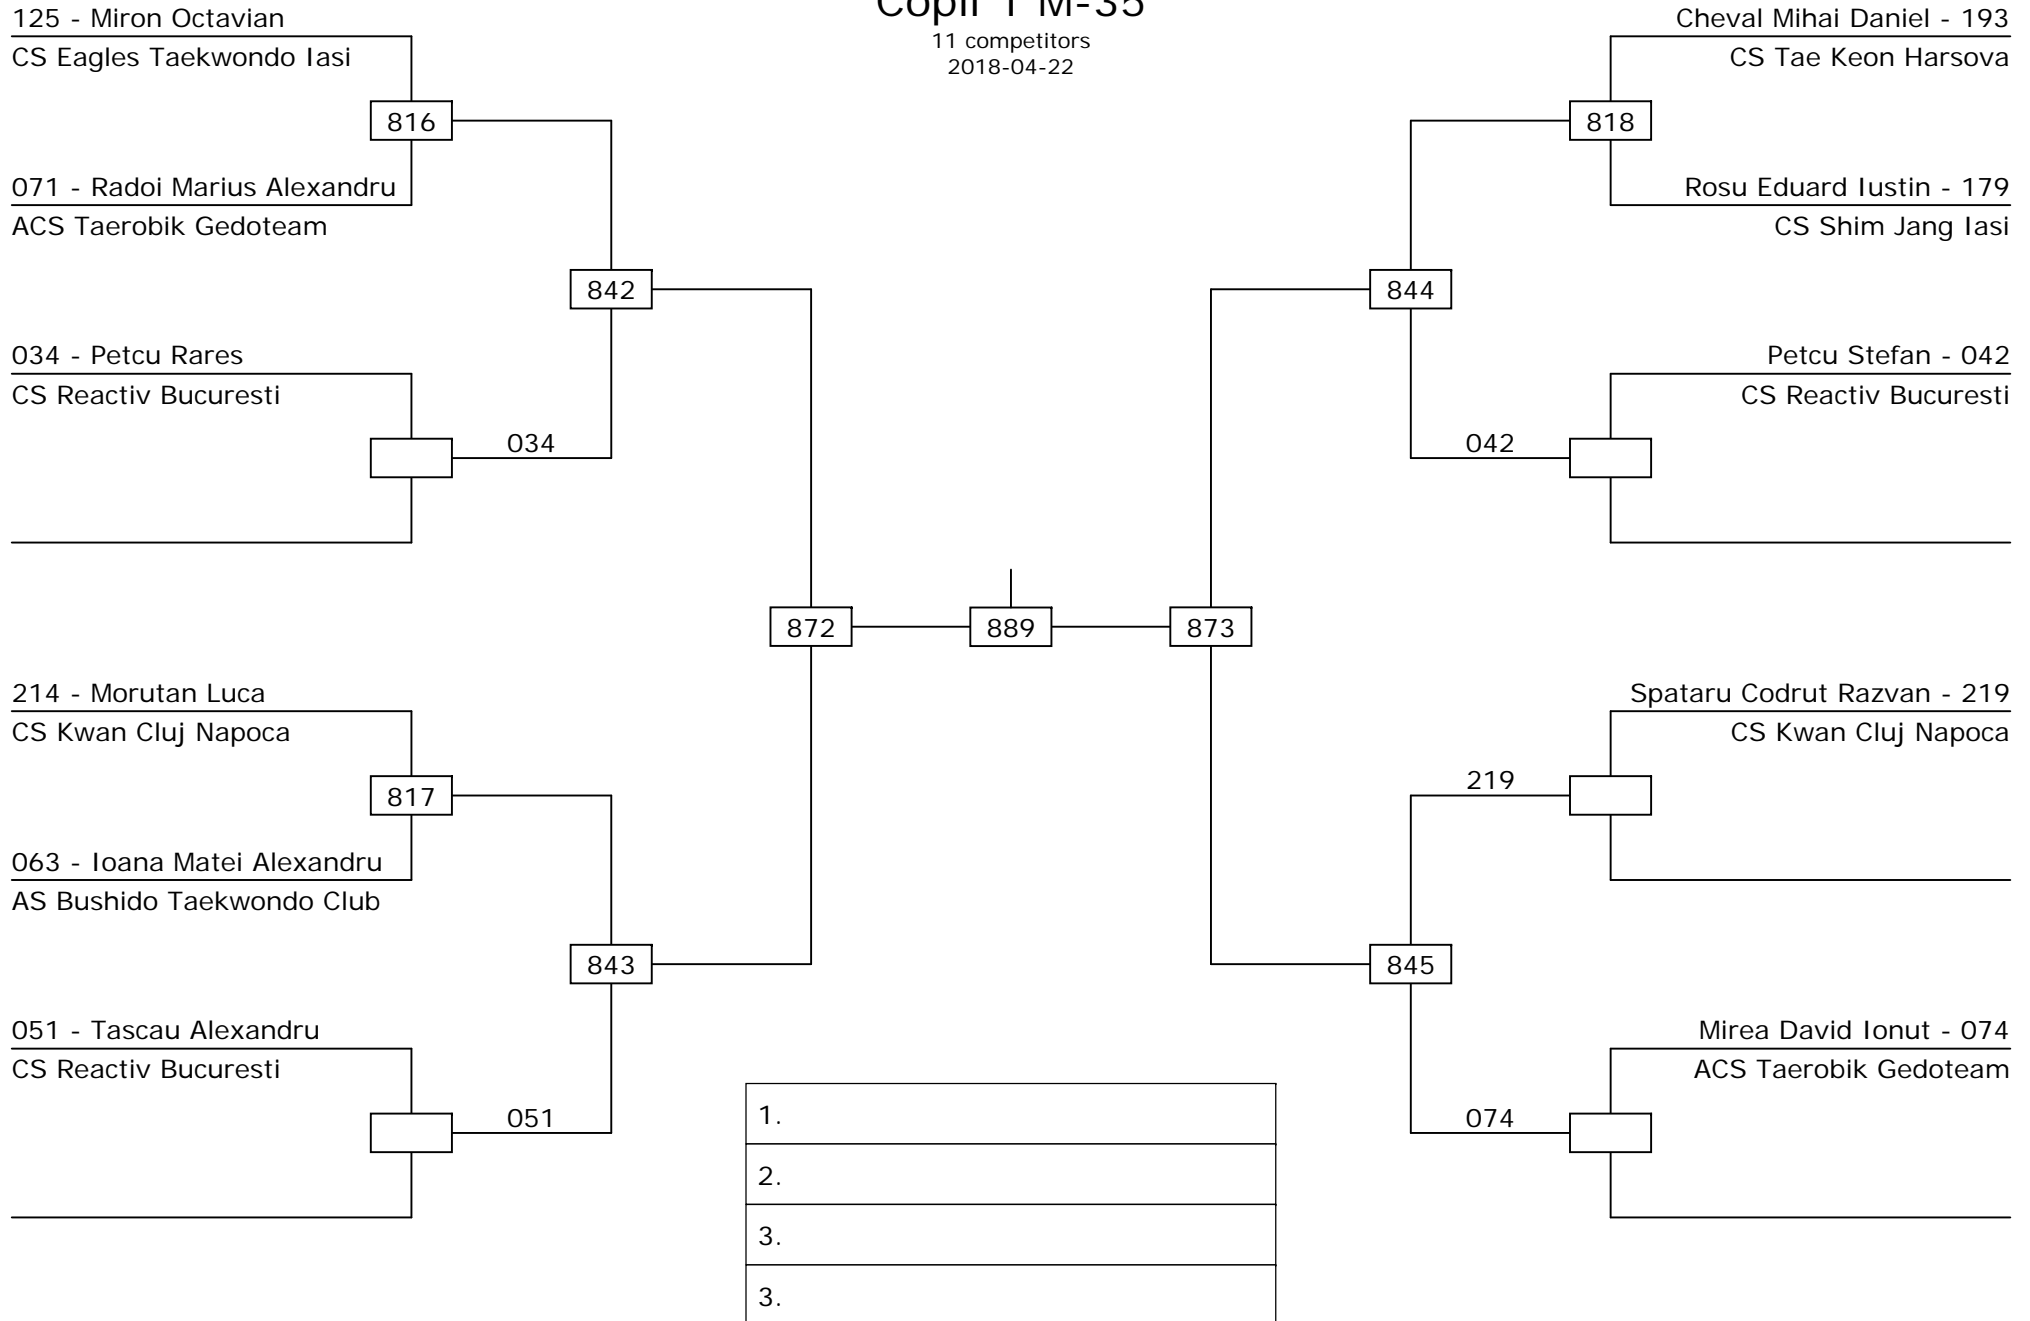 Copii 1 M-35
11 competitors
2018-04-22
125 - Miron Octavian
CS Eagles Taekwondo Iasi
816
071 - Radoi Marius Alexandru
ACS Taerobik Gedoteam
842
034 - Petcu Rares
CS Reactiv Bucuresti
034
872
214 - Morutan Luca
CS Kwan Cluj Napoca
817
063 - Ioana Matei Alexandru
AS Bushido Taekwondo Club
843
051 - Tascau Alexandru
CS Reactiv Bucuresti
051
889
Cheval Mihai Daniel - 193
CS Tae Keon Harsova
818
Rosu Eduard Iustin - 179
CS Shim Jang Iasi
844
Petcu Stefan - 042
CS Reactiv Bucuresti
042
873
Spataru Codrut Razvan - 219
CS Kwan Cluj Napoca
219
845
Mirea David Ionut - 074
ACS Taerobik Gedoteam
074
1.
2.
3.
3.